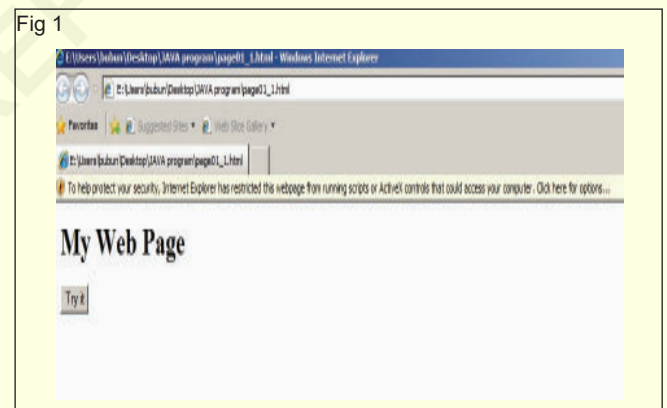 Fig 1
E:\Users\bubun\Desktop\JAVA program\page01_1.html - Windows Internet Explorer
E:\Users\bubun\Desktop\JAVA program\page01_1.html
Favorites Suggested Sites Web Slice Gallery
E:\Users\bubun\Desktop\JAVA program\page01_1.html
To help protect your security, Internet Explorer has restricted this webpage from running scripts or ActiveX controls that could access your computer. Click here for options...
My Web Page
Try it